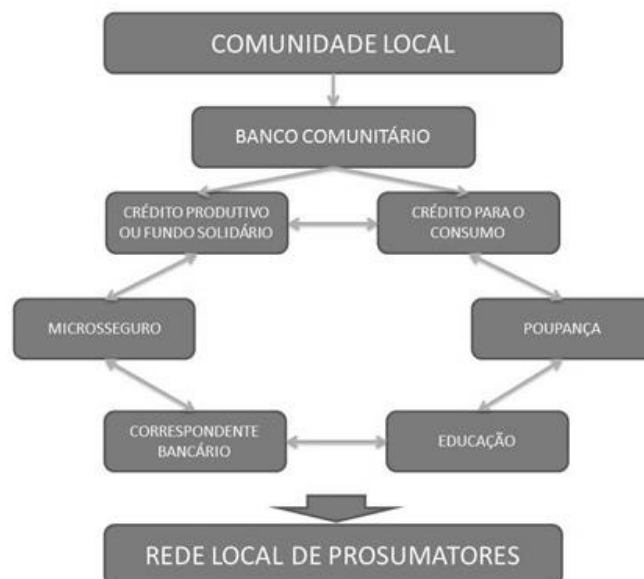 COMUNIDADE LOCAL
BANCO COMUNITÁRIO
CRÉDITO PRODUTIVO
OU FUNDO SOLIDÁRIO
CRÉDITO PARA O
CONSUMO
MICROSSEGURO
POUPANÇA
CORRESPONDENTE
BANCÁRIO
EDUCAÇÃO
REDE LOCAL DE PROSUMATORES